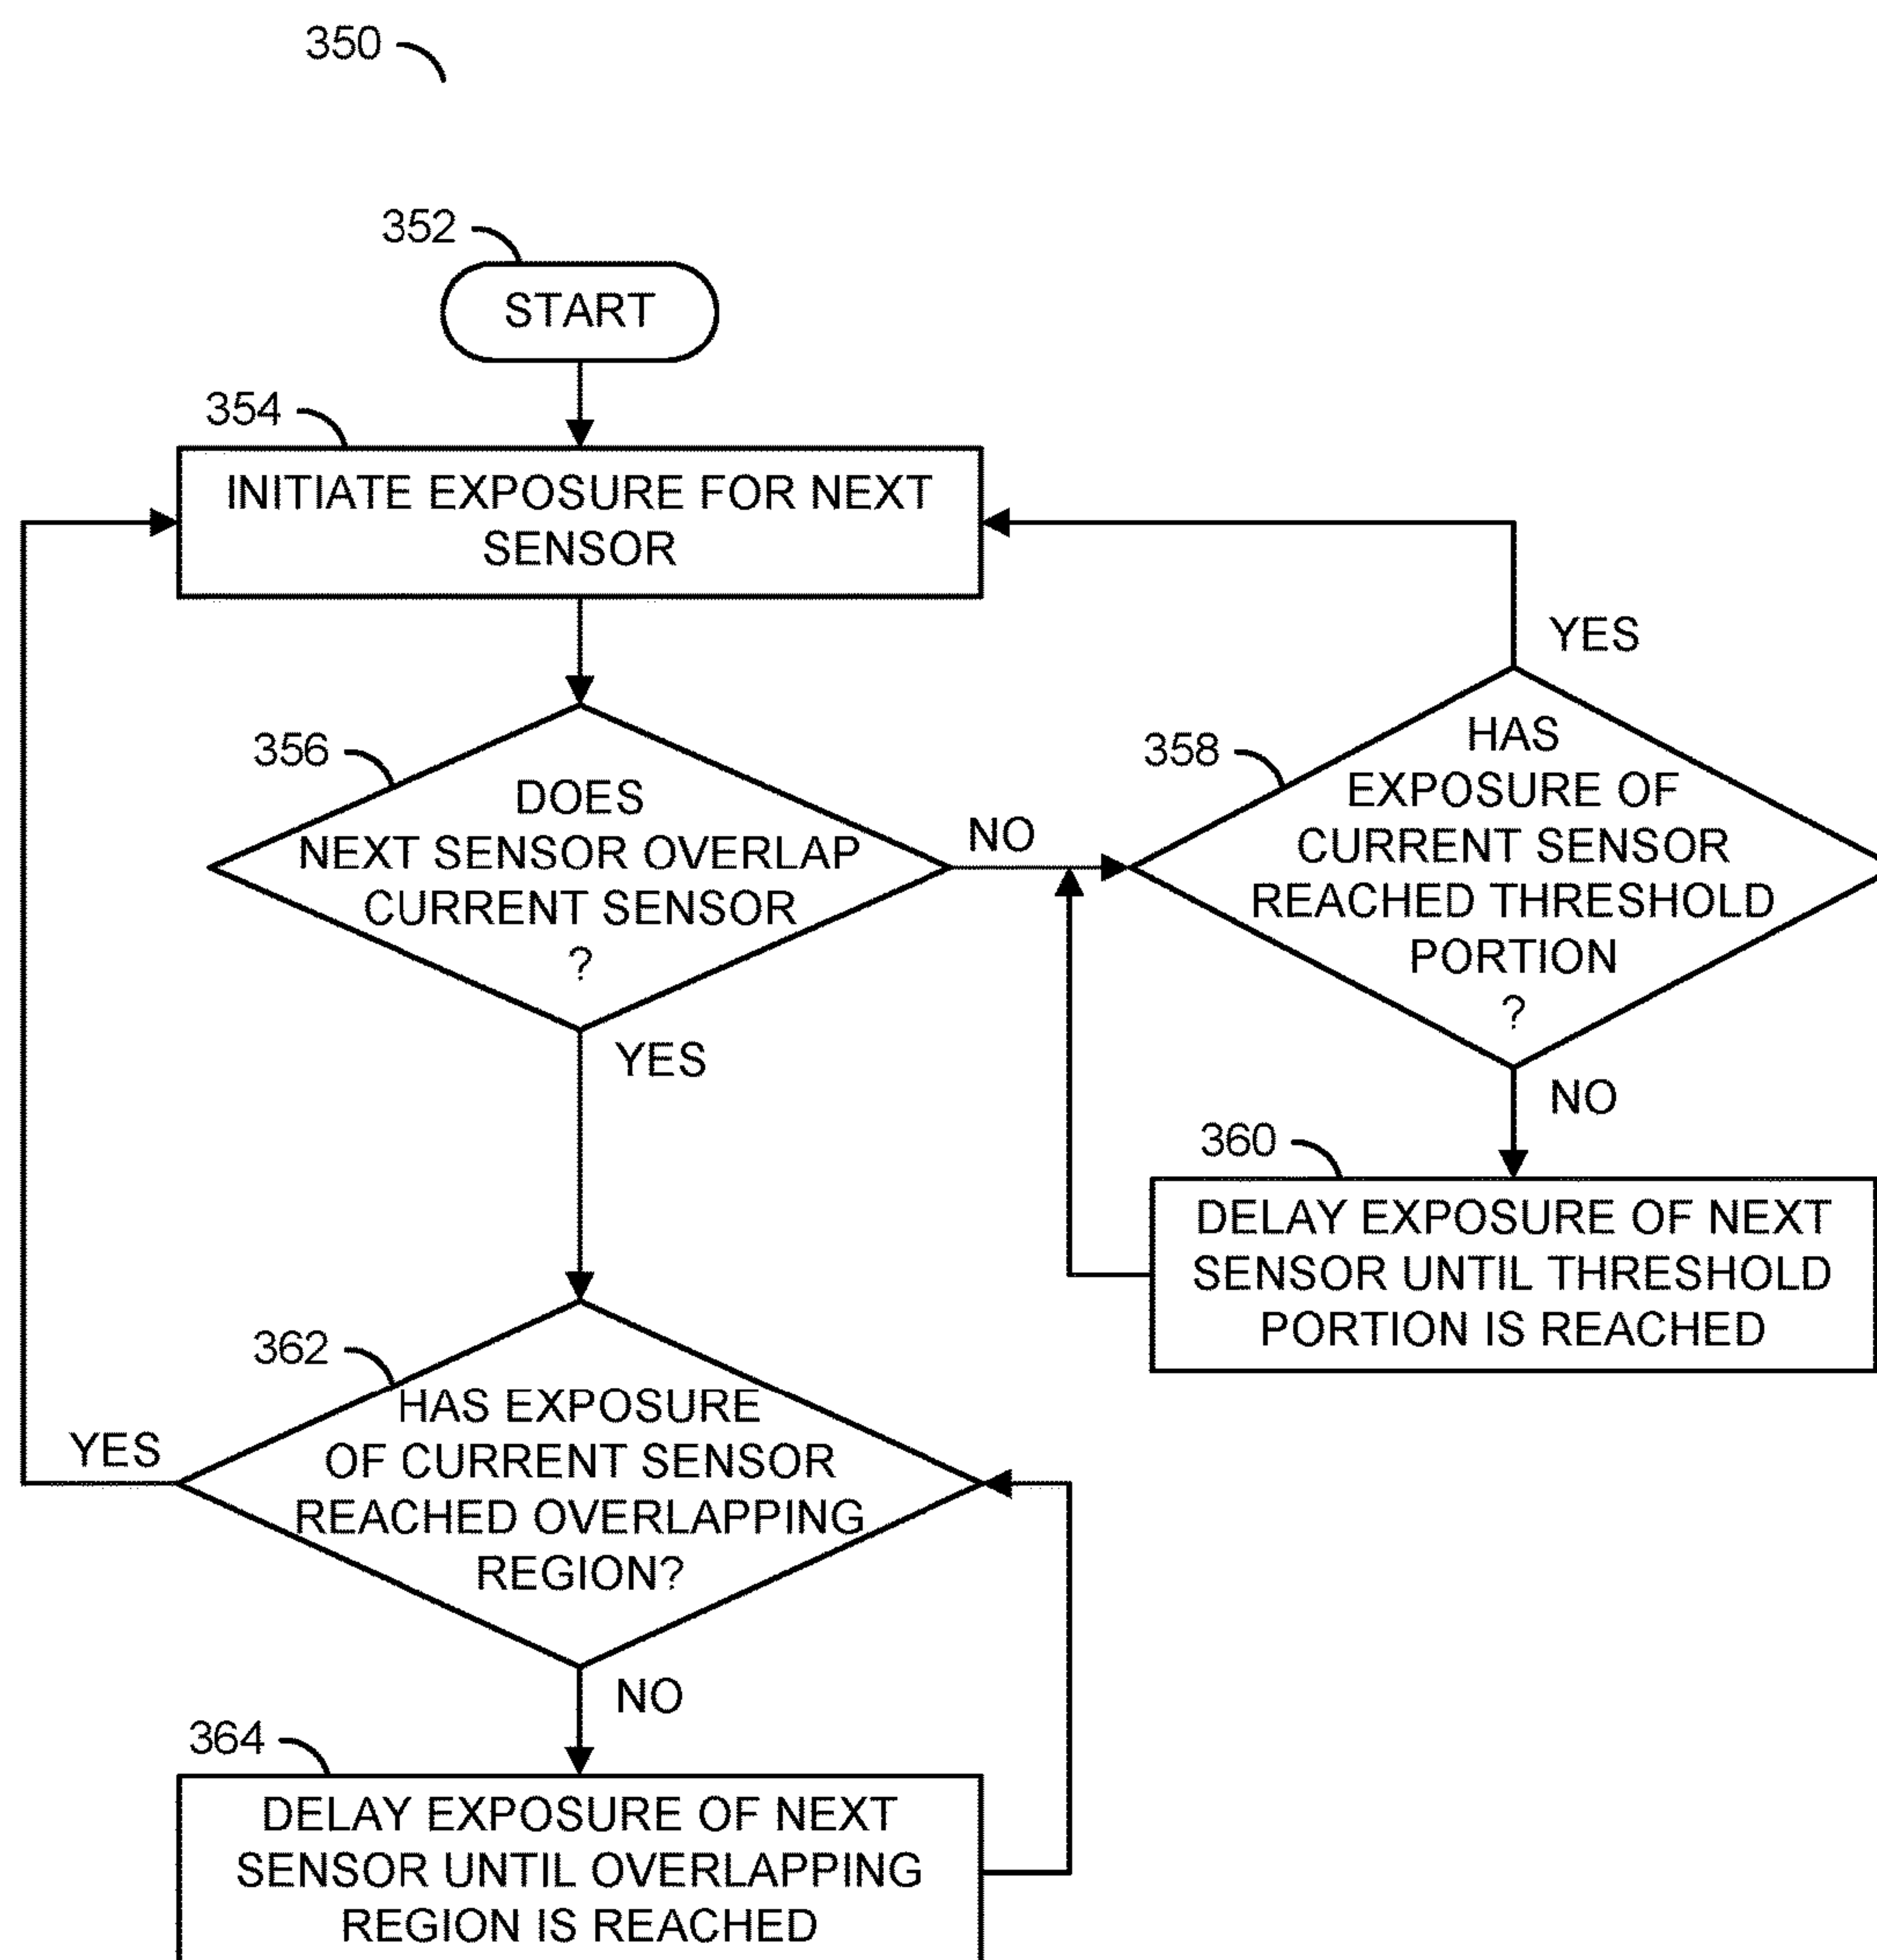 350
352
START
354
INITIATE EXPOSURE FOR NEXT
SENSOR
356
DOES
NEXT SENSOR OVERLAP
CURRENT SENSOR
?
NO
YES
358
YES
HAS
EXPOSURE OF
CURRENT SENSOR
REACHED THRESHOLD
PORTION
?
NO
360
DELAY EXPOSURE OF NEXT
SENSOR UNTIL THRESHOLD
PORTION IS REACHED
362
YES
HAS EXPOSURE
OF CURRENT SENSOR
REACHED OVERLAPPING
REGION?
NO
364
DELAY EXPOSURE OF NEXT
SENSOR UNTIL OVERLAPPING
REGION IS REACHED